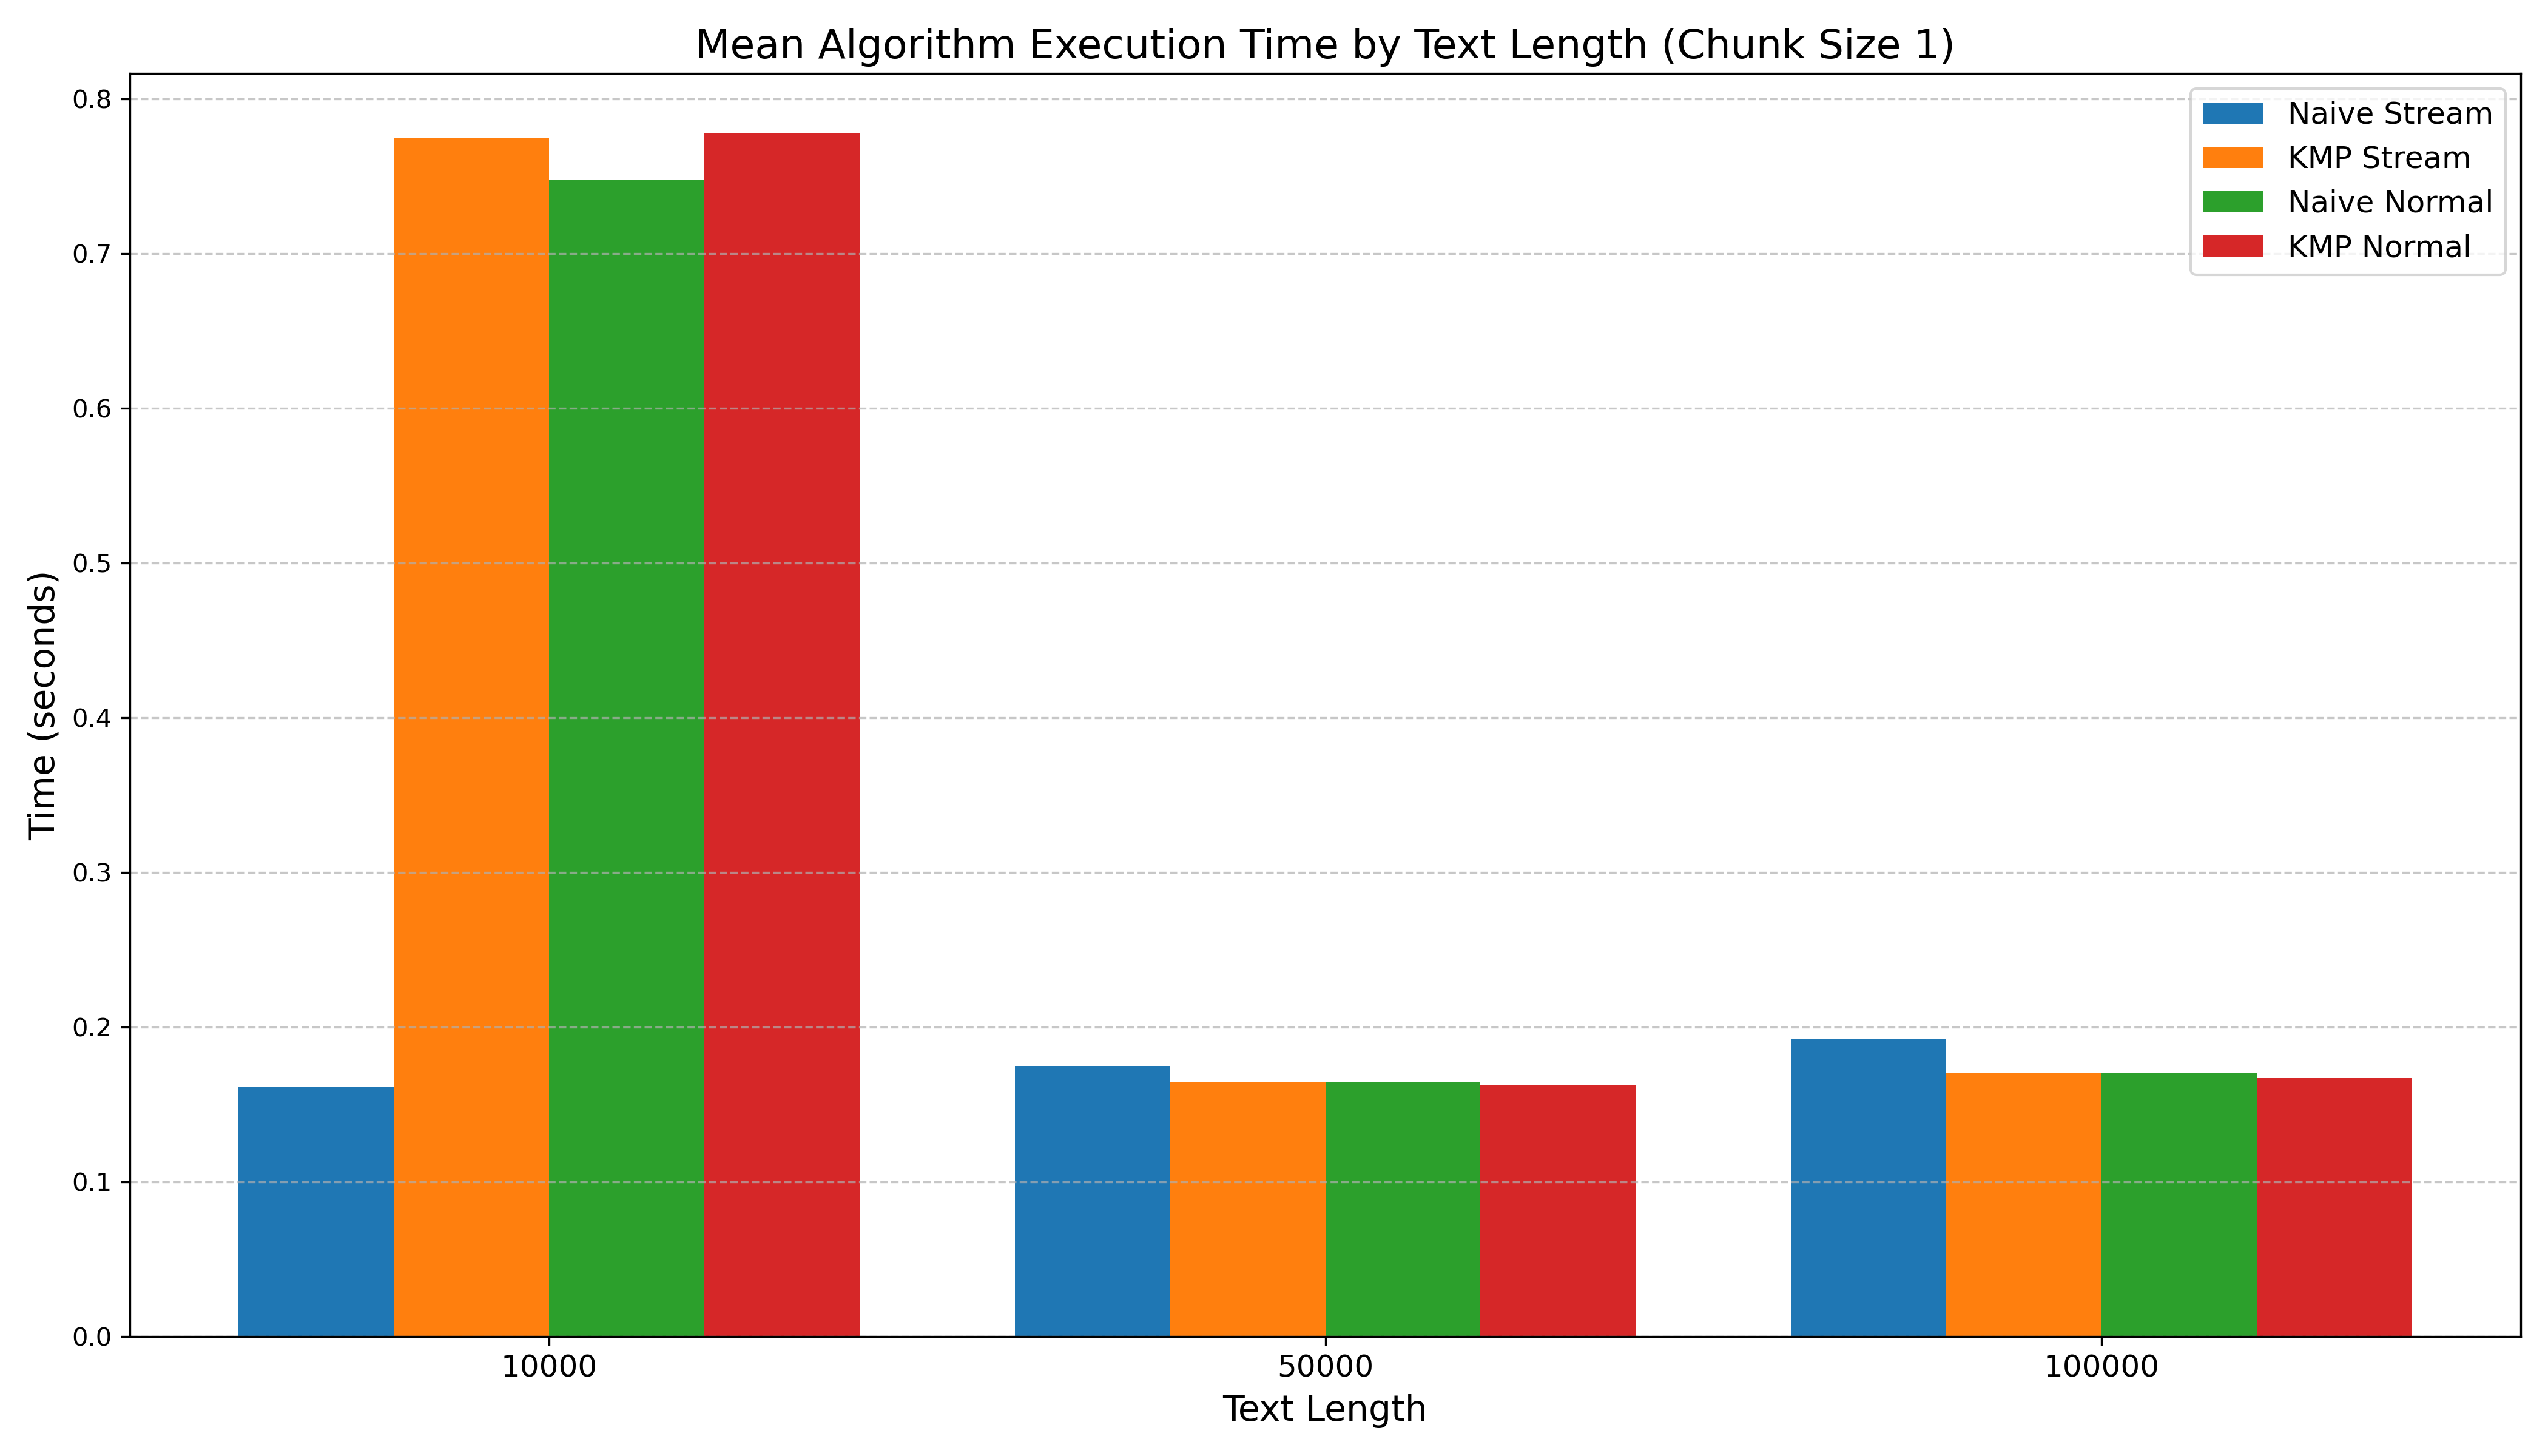 Mean Algorithm Execution Time by Text Length (Chunk Size 1)
Naive Stream
KMP Stream
Naive Normal
KMP Normal
Time (seconds)
0.8
0.7
0.6
0.5
0.4
0.3
0.2
0.1
0.0
10000 50000 100000
Text Length